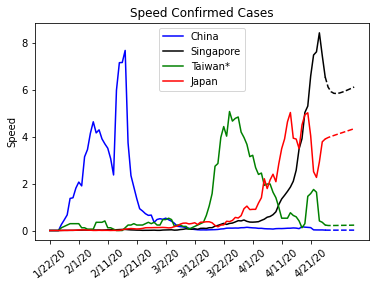 Speed Confirmed Cases
China
Singapore
Taiwan*
Japan
Speed
8
6
4
2
0
1/22/20
2/1/20
2/11/20
2/21/20
3/2/20
3/12/20
3/22/20
4/1/20
4/11/20
4/21/20